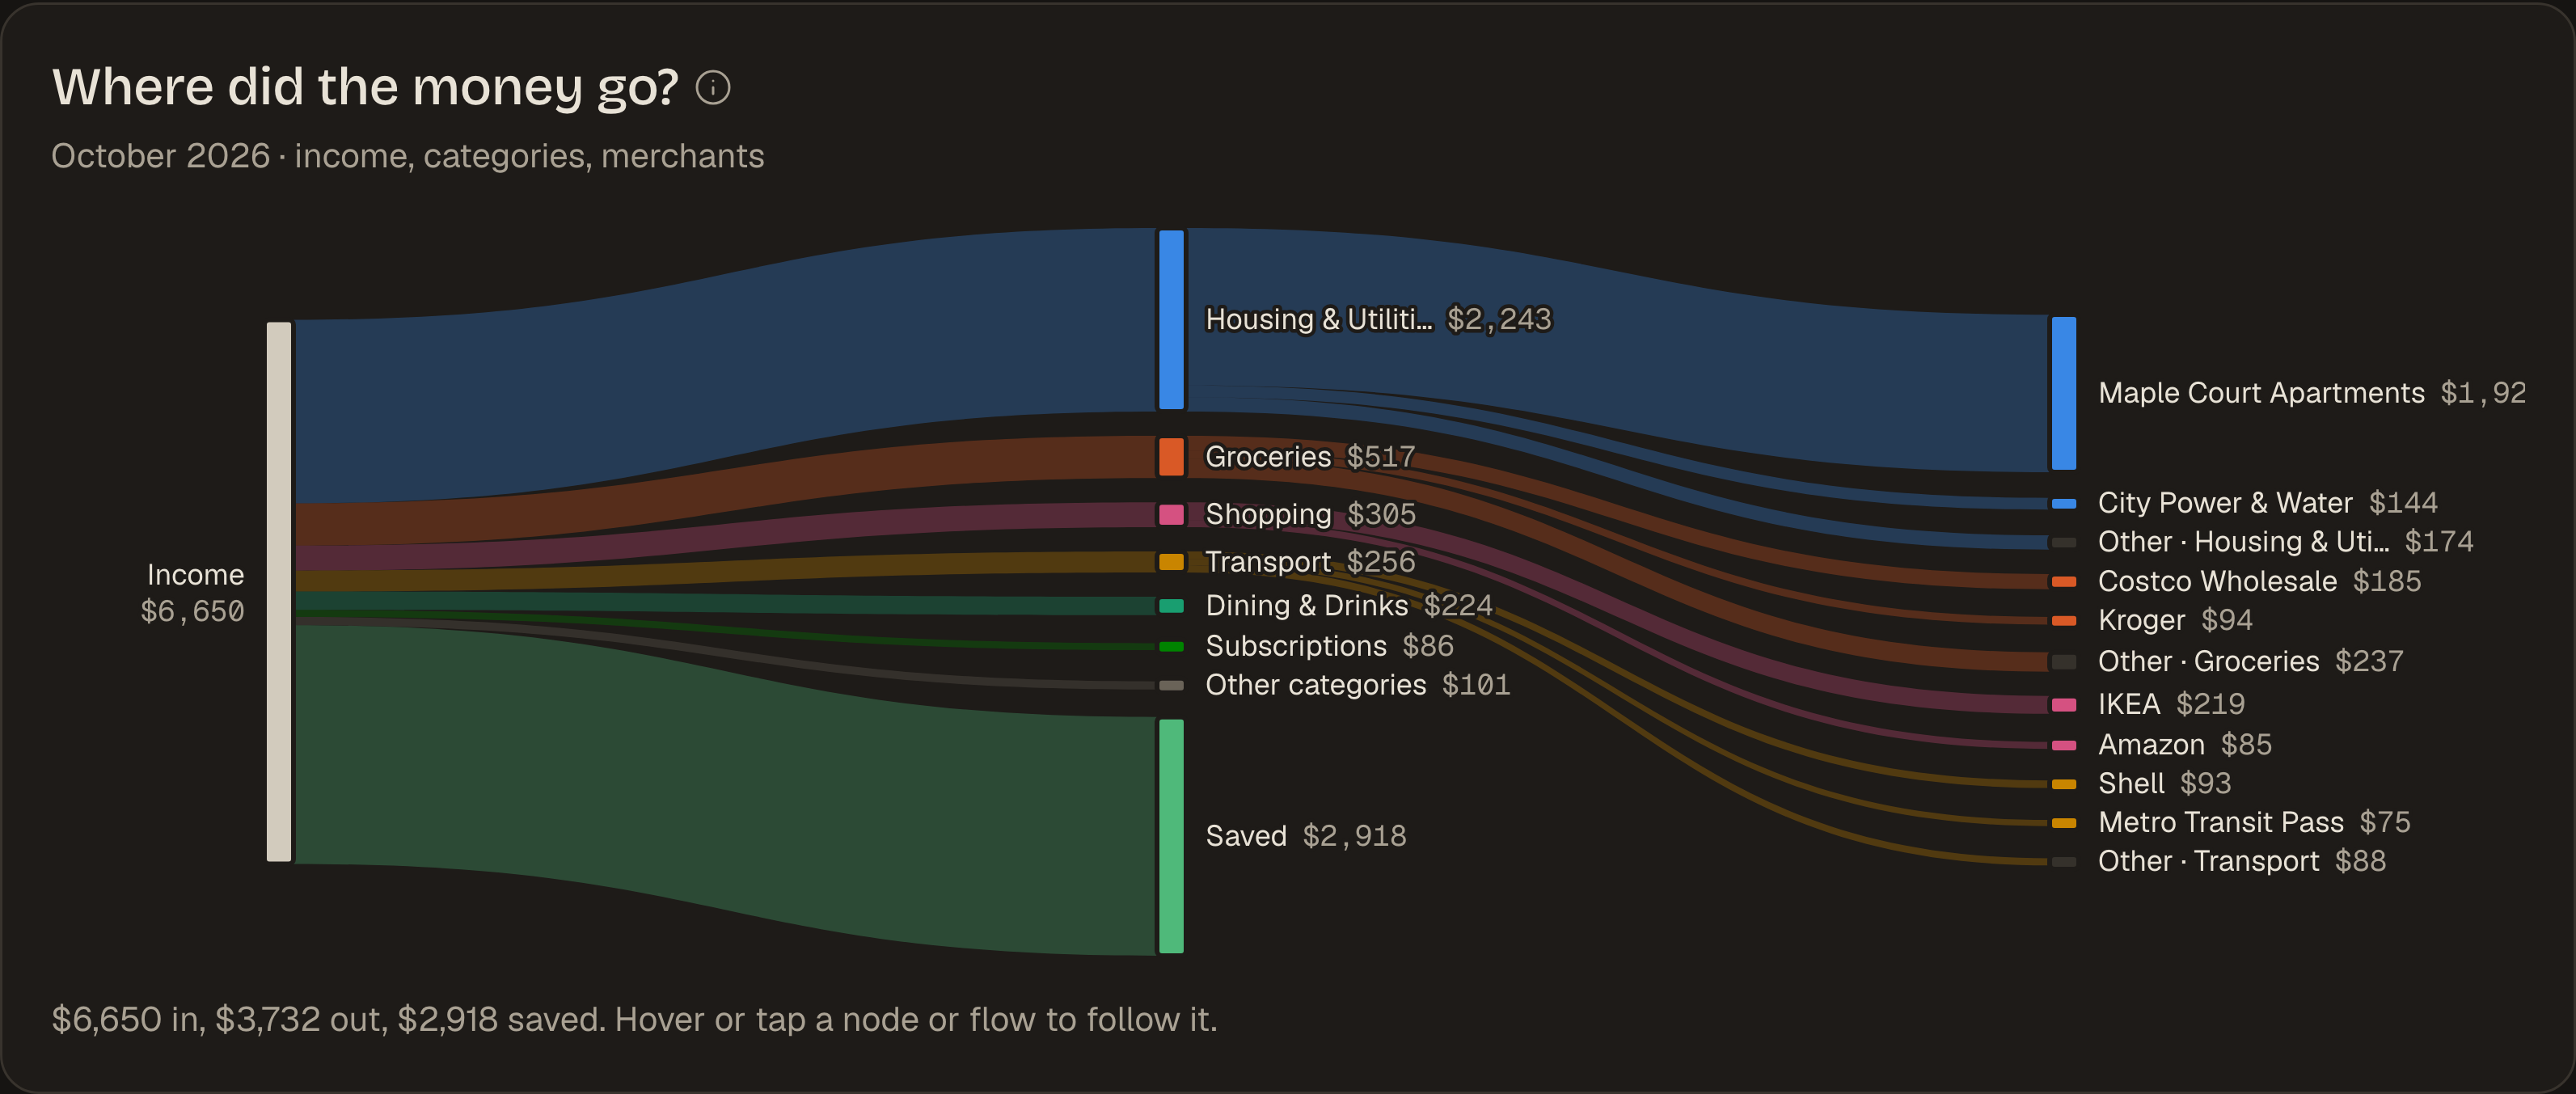 Where did the money go?
October 2026 · income, categories, merchants
Income
$6,650
Housing & Utiliti... $2,243
Groceries $517
Shopping $305
Transport $256
Dining & Drinks $224
Subscriptions $86
Other categories $101
Saved $2,918
Maple Court Apartments $1,92
City Power & Water $144
Other · Housing & Uti... $174
Costco Wholesale $185
Kroger $94
Other · Groceries $237
IKEA $219
Amazon $85
Shell $93
Metro Transit Pass $75
Other · Transport $88
$6,650 in, $3,732 out, $2,918 saved. Hover or tap a node or flow to follow it.